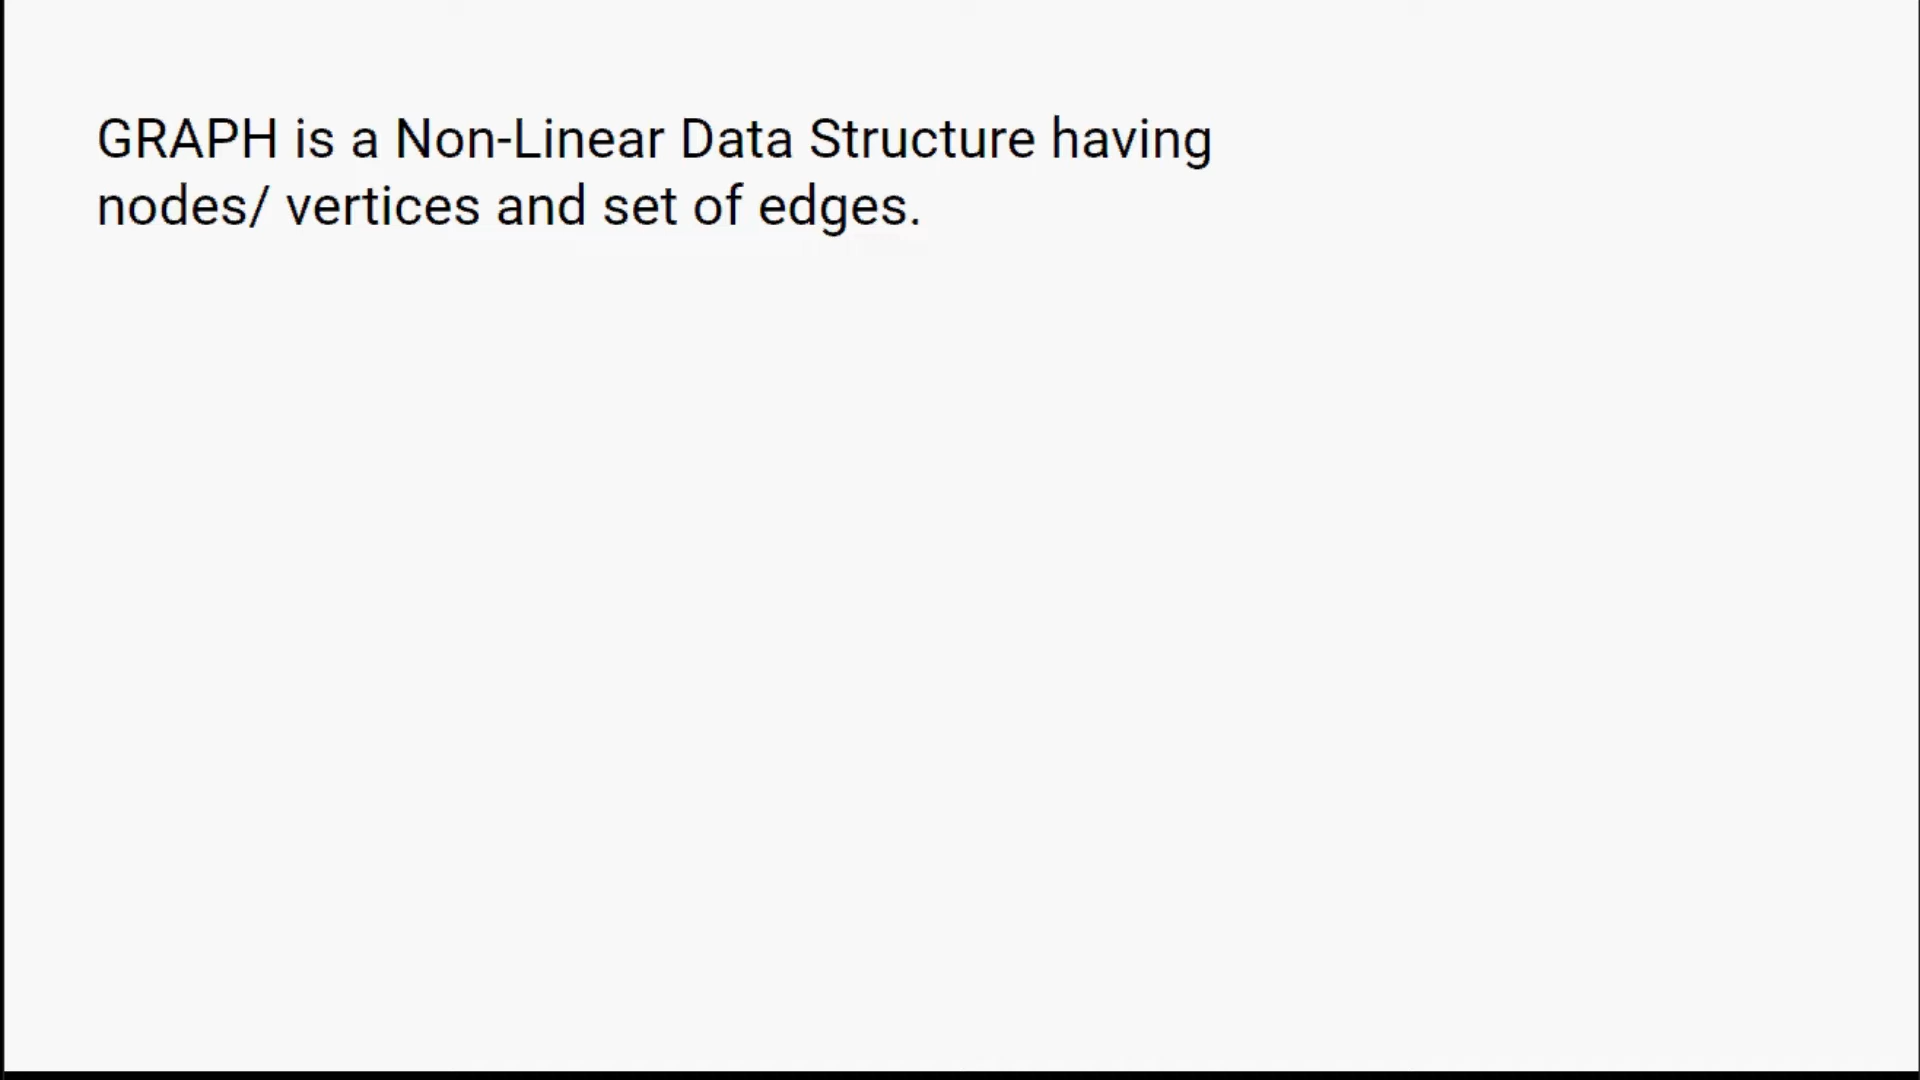 GRAPH is a Non-Linear Data Structure having
nodes/ vertices and set of edges.